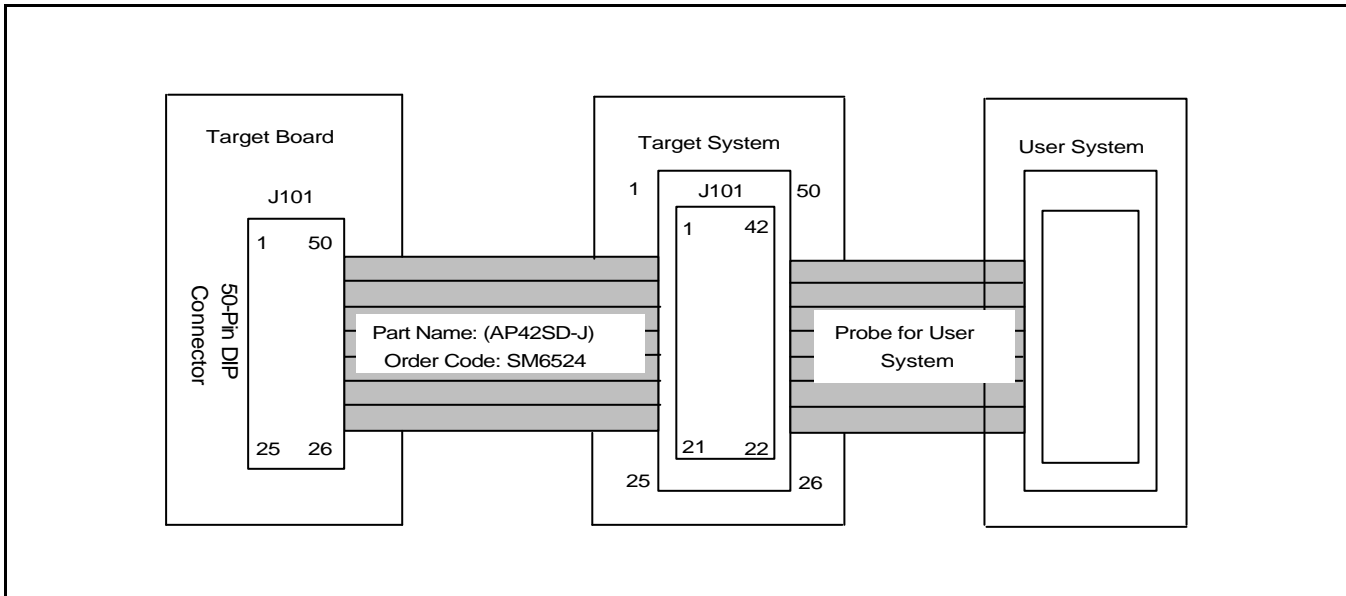 Target Board
J101
1 50
50-Pin DIP
Connector
25 26
Part Name: (AP42SD-J)
Order Code: SM6524
Target System
1 J101 50
1 42
21 22
25 26
Probe for User
System
User System